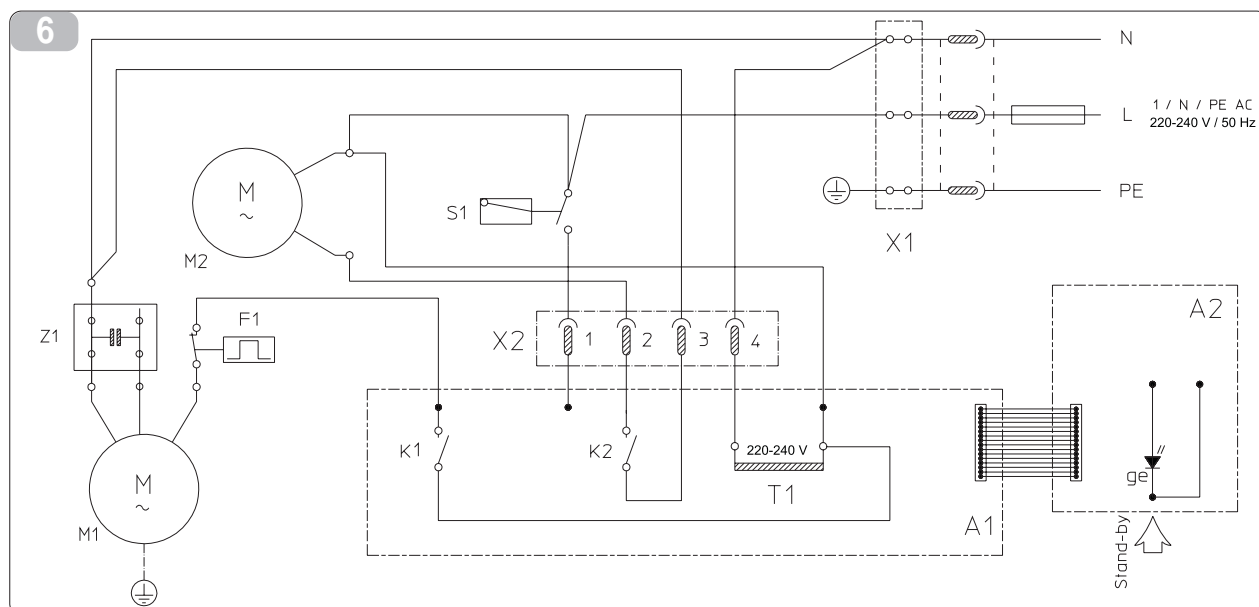 6
N
L
1 / N / PE AC
220-240 V / 50 Hz
PE
X1
M
~
M2
S1
Z1
F1
X2
1
2
3
4
A2
K1
K2
220-240 V
T1
A1
ge
Stand-by
M
~
M1